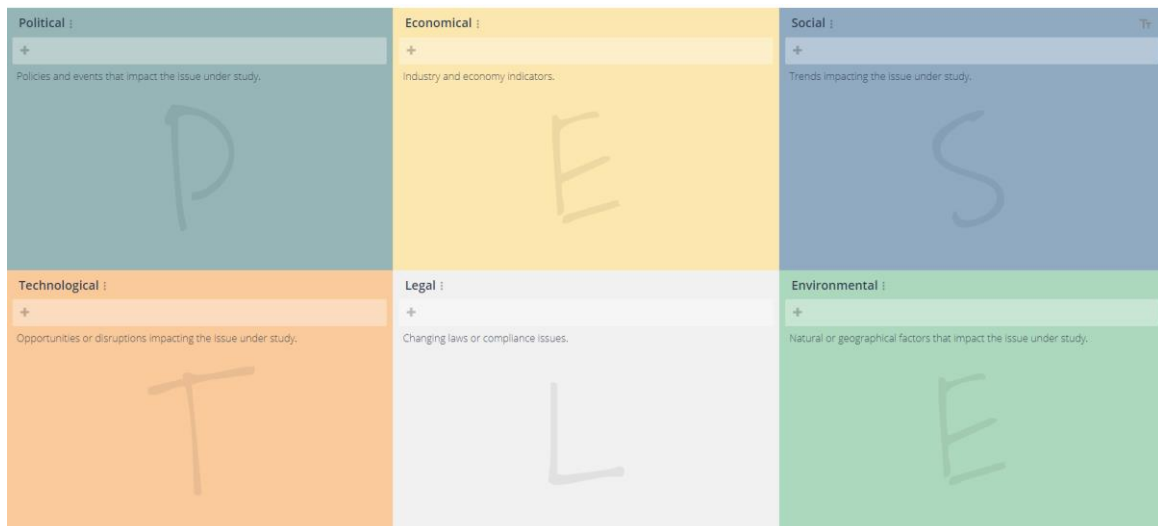 Political
+
Policies and events that impact the issue under study.
P
Economical
+
Industry and economy indicators.
E
Social
Tт
+
Trends impacting the issue under study.
S
Technological
+
Opportunities or disruptions impacting the issue under study.
T
Legal
+
Changing laws or compliance issues.
L
Environmental
+
Natural or geographical factors that impact the issue under study.
E